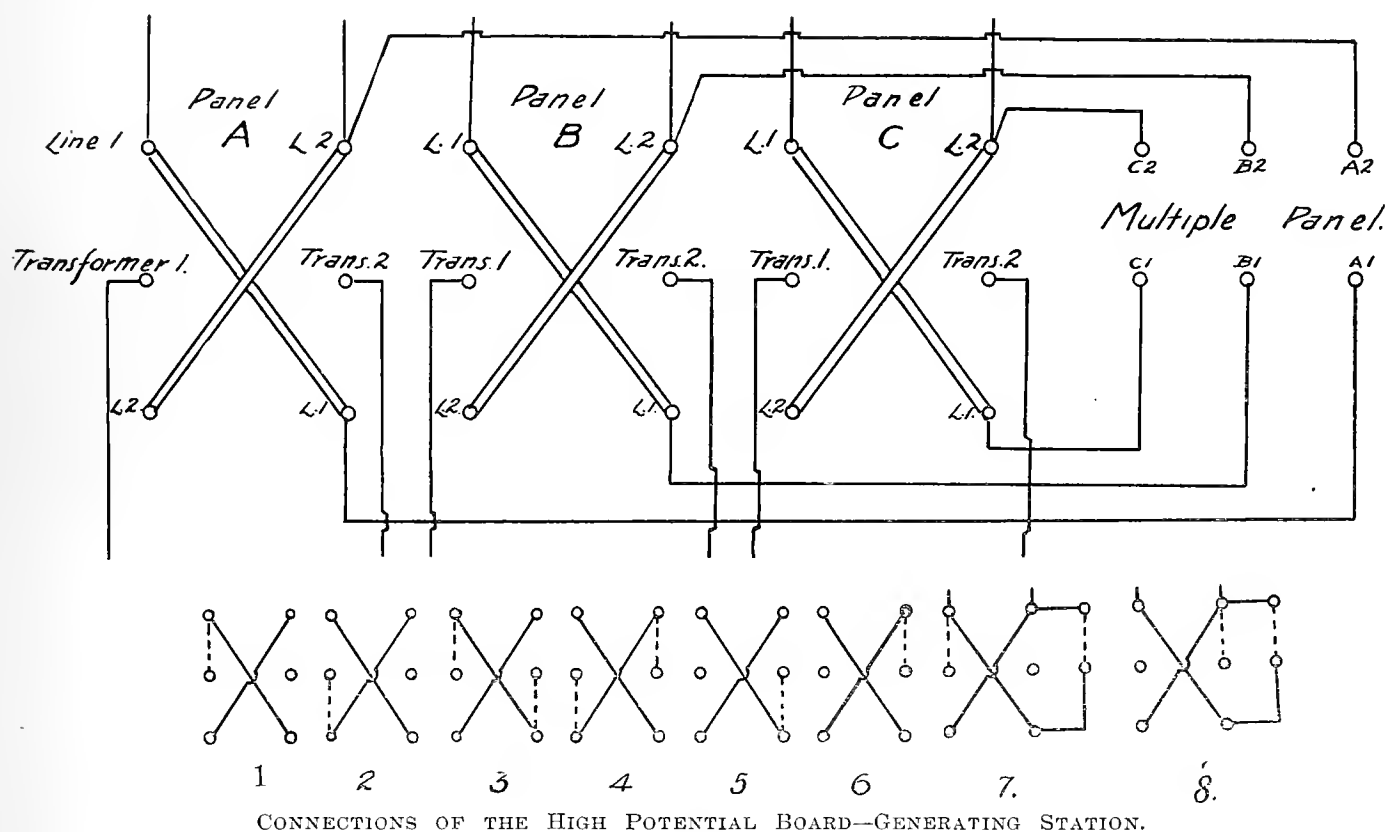 Panel A
Panel B
Panel C
Line 1
L2
L.1
L.2
L.1
L.2
C2
B2
A2
Multiple Panel.
Transformer 1.
Trans.2
Trans.1
Trans.2.
Trans.1.
Trans.2
C1
B1
A1
L2.
L.1
L.2.
L.1.
L.2
L.1.
1 2 3 4 5 6 7. 8.
CONNECTIONS OF THE HIGH POTENTIAL BOARD—GENERATING STATION.